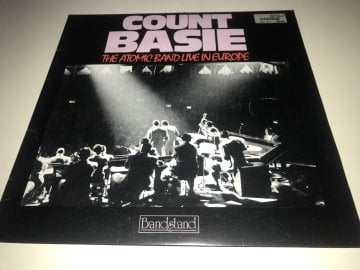 COUNT
BASIE
THE ATOMIC BAND LIVE IN EUROPE
Bandstand